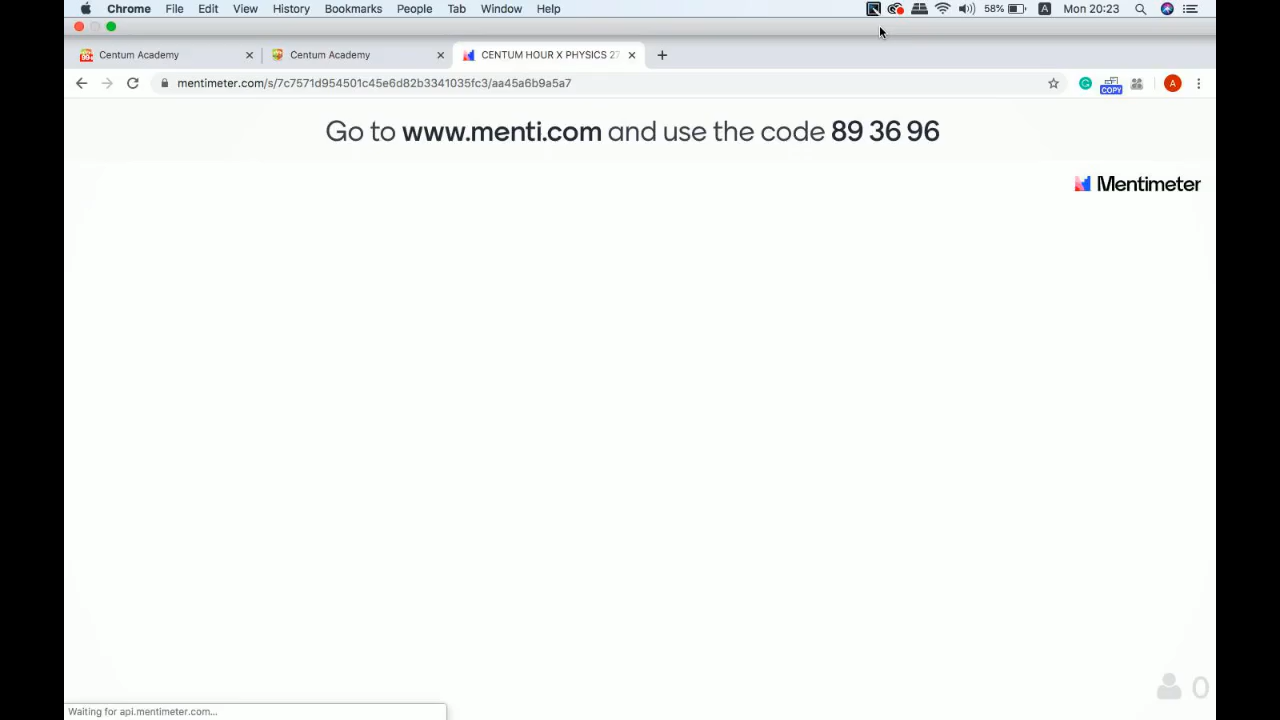 Chrome File Edit View History Bookmarks People Tab Window Help 58% A Mon 20:23
Centum Academy Centum Academy CENTUM HOUR X PHYSICS 27
mentimeter.com/s/7c7571d954501c45e6d82b3341035fc3/aa45a6b9a5a7 COPY A
Go to www.menti.com and use the code 89 36 96
Mentimeter
0
Waiting for api.mentimeter.com...